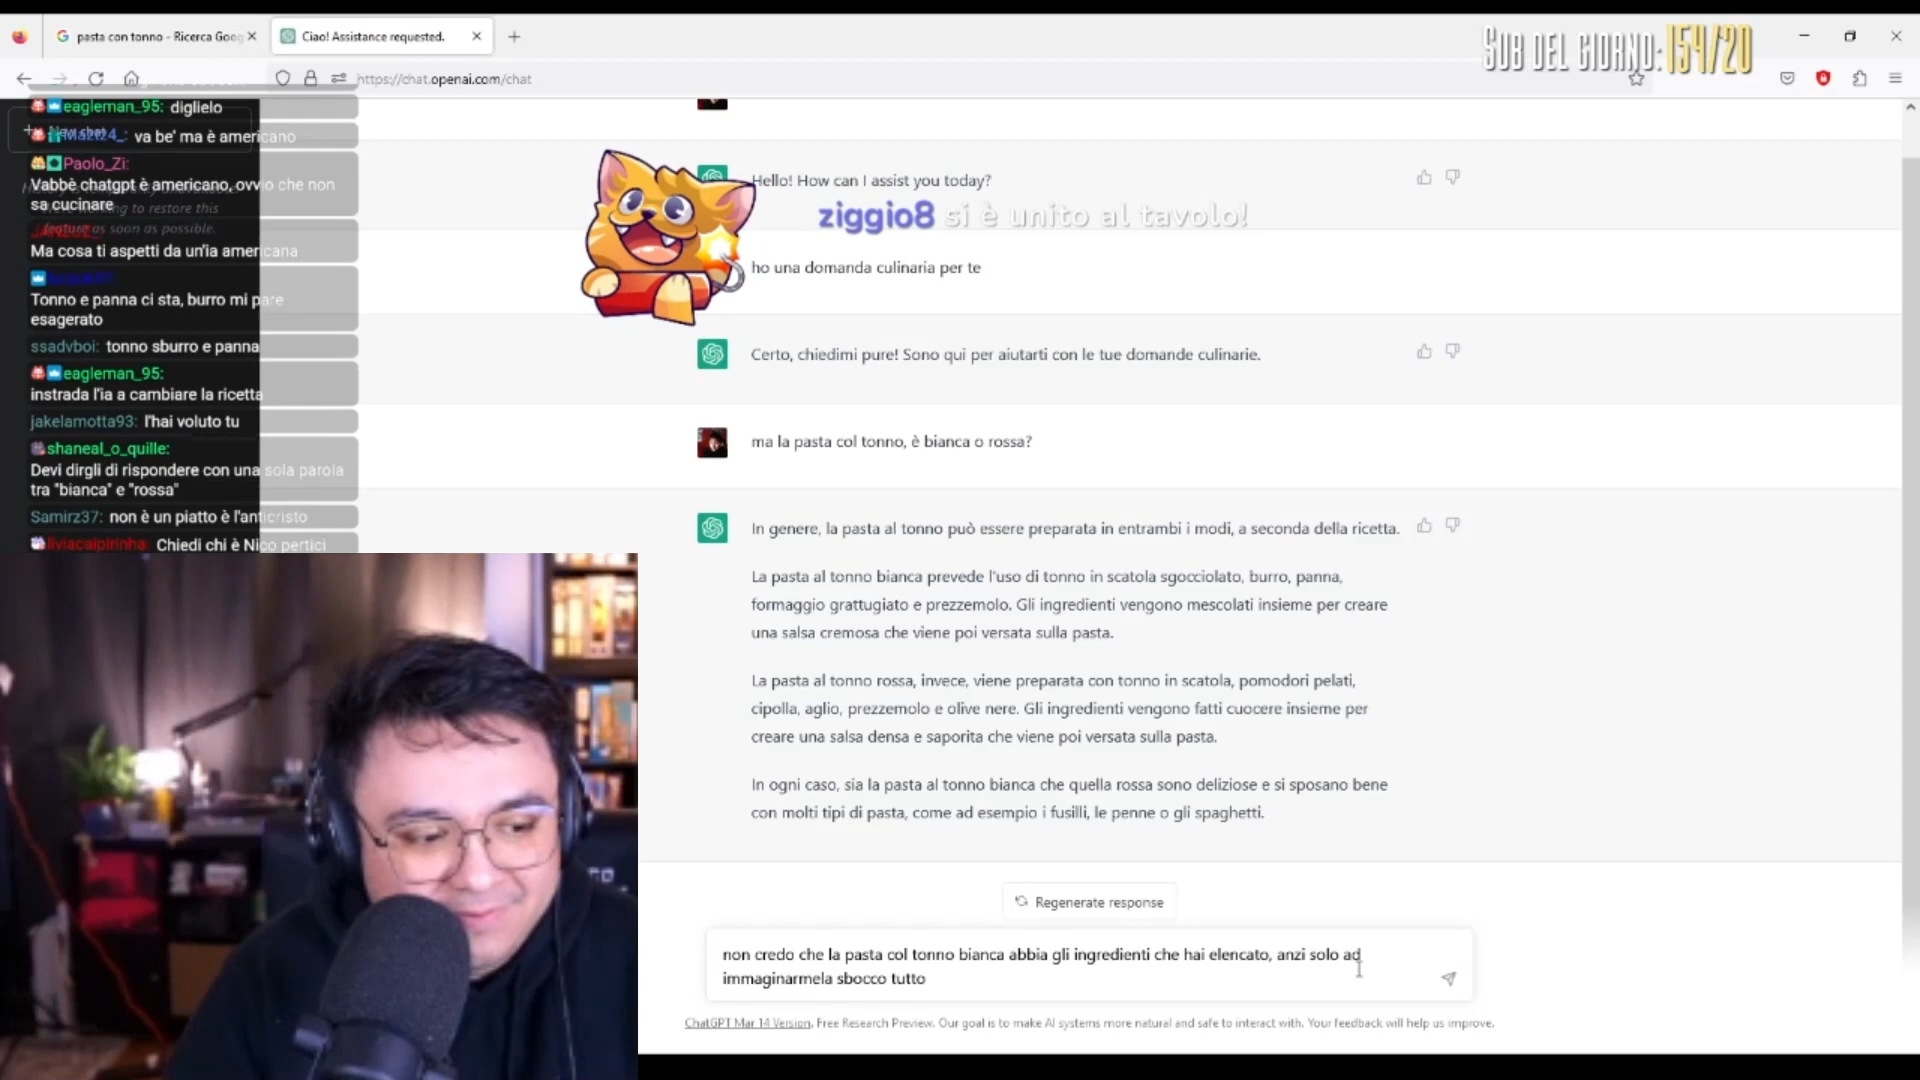 pasta con tonno - Ricerca Goog
Ciao! Assistance requested.
SUB DEL GIORNO: 154/20
https://chat.openai.com/chat
eagleman_95: diglielo
New chat
va be' ma è americano
Paolo_Zi:
Vabbè chatgpt è americano, ovvio che non
sa cucinare
working to restore this
feature as soon as possible.
Ma cosa ti aspetti da un'ia americana
Tonno e panna ci sta, burro mi pare
esagerato
ssadvboi: tonno sburro e panna
eagleman_95:
instrada l'ia a cambiare la ricetta
jakelamotta93: l'hai voluto tu
shaneal_o_quille:
Devi dirgli di rispondere con una sola parola
tra "bianca" e "rossa"
Samirz37: non è un piatto è l'anticristo
liviacaipirinha: Chiedi chi è Nico pertici
Hello! How can I assist you today?
ziggio8 si è unito al tavolo!
ho una domanda culinaria per te
Certo, chiedimi pure! Sono qui per aiutarti con le tue domande culinarie.
ma la pasta col tonno, è bianca o rossa?
In genere, la pasta al tonno può essere preparata in entrambi i modi, a seconda della ricetta.
La pasta al tonno bianca prevede l'uso di tonno in scatola sgocciolato, burro, panna,
formaggio grattugiato e prezzemolo. Gli ingredienti vengono mescolati insieme per creare
una salsa cremosa che viene poi versata sulla pasta.
La pasta al tonno rossa, invece, viene preparata con tonno in scatola, pomodori pelati,
cipolla, aglio, prezzemolo e olive nere. Gli ingredienti vengono fatti cuocere insieme per
creare una salsa densa e saporita che viene poi versata sulla pasta.
In ogni caso, sia la pasta al tonno bianca che quella rossa sono deliziose e si sposano bene
con molti tipi di pasta, come ad esempio i fusilli, le penne o gli spaghetti.
Regenerate response
non credo che la pasta col tonno bianca abbia gli ingredienti che hai elencato, anzi solo ad
immaginarmela sbocco tutto
ChatGPT Mar 14 Version. Free Research Preview. Our goal is to make AI systems more natural and safe to interact with. Your feedback will help us improve.